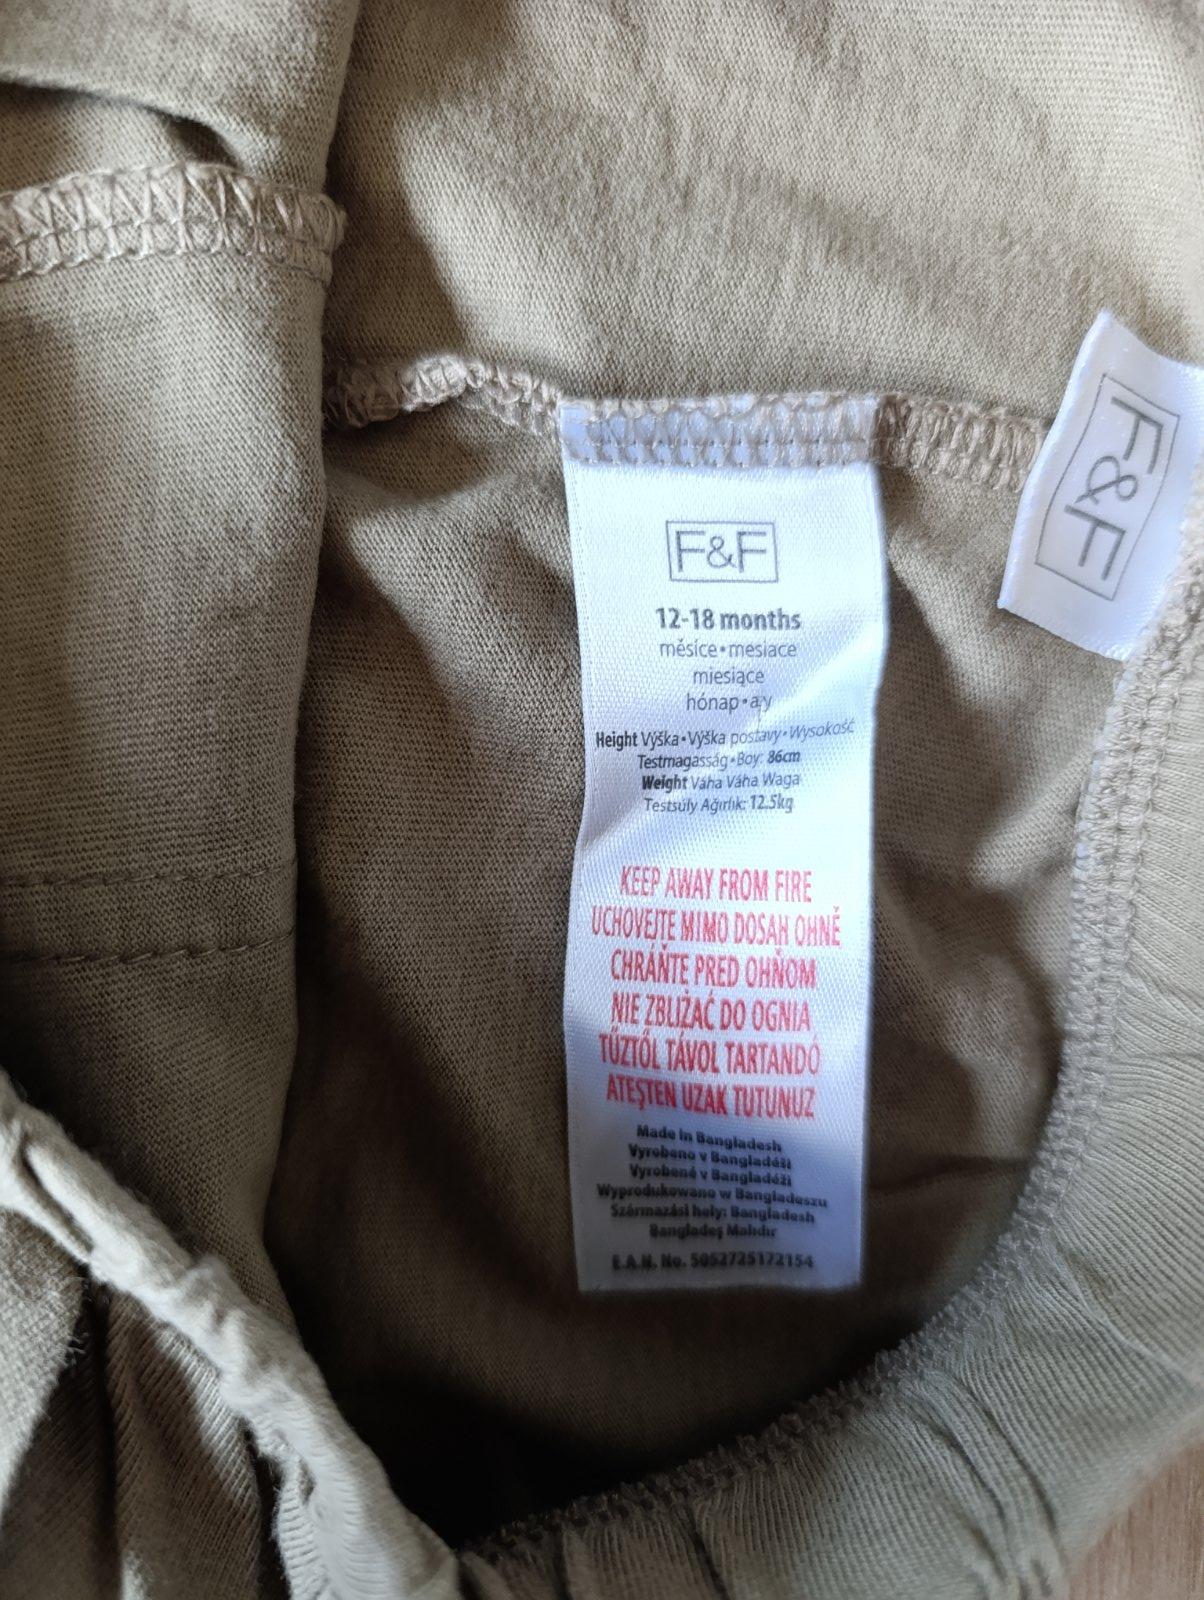 F&F
12-18 months
měsíce•mesiace
miesiące
hónap•ay
Height Výška•Výška postavy•Wysokość
Testmagasság•Boy: 86cm
Weight Váha Váha Waga
Testsúly Ağırlık: 12.5kg
KEEP AWAY FROM FIRE
UCHOVEJTE MIMO DOSAH OHNĚ
CHRÁŇTE PRED OHŇOM
NIE ZBLIŻAĆ DO OGNIA
TŰZTŐL TÁVOL TARTANDÓ
ATEŞTEN UZAK TUTUNUZ
Made in Bangladesh
Vyrobeno v Bangladéši
Vyrobené v Bangladéši
Wyprodukowano w Bangladeszu
Származási hely: Bangladesh
Bangladeş Malıdır
E.A.N. No. 5052725172154
F&F